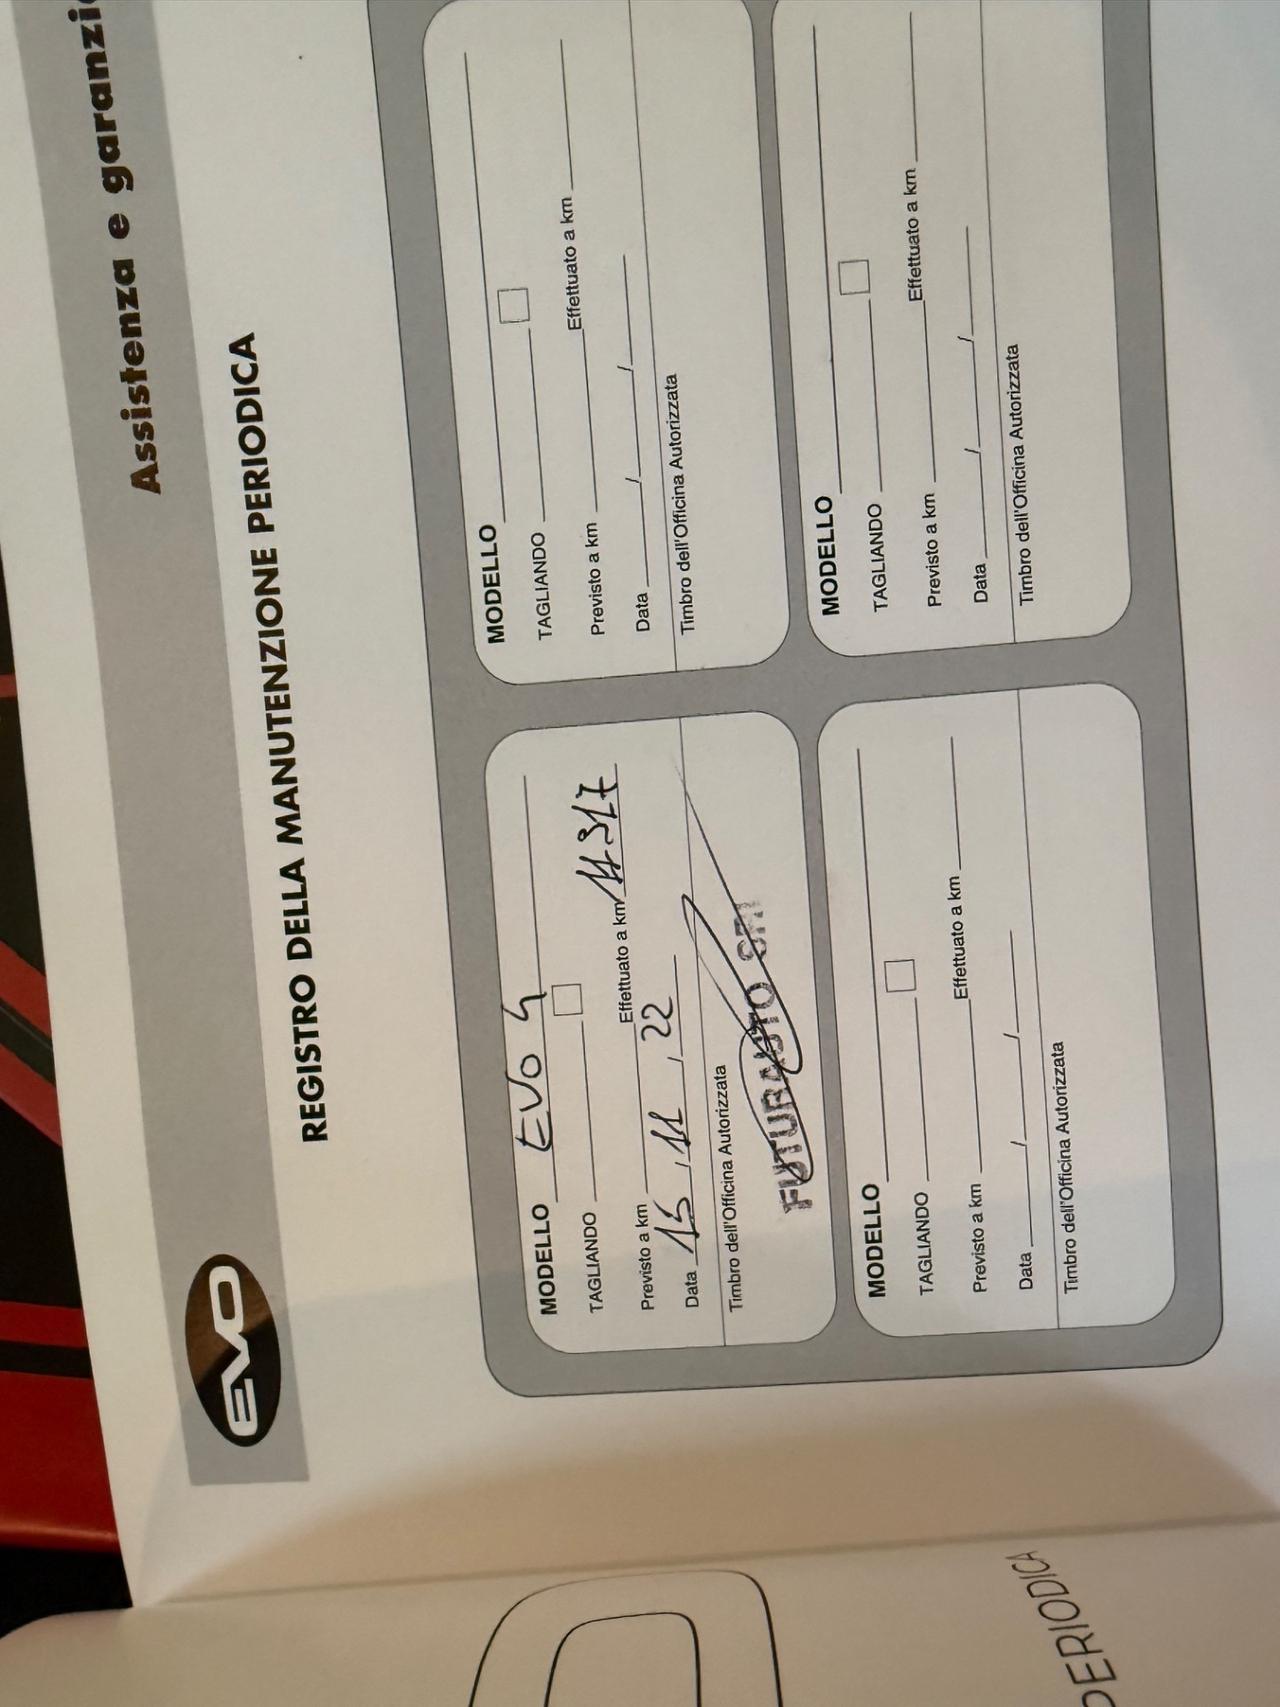 EVO
Assistenza e garanzi
REGISTRO DELLA MANUTENZIONE PERIODICA
MODELLO EVO 4
TAGLIANDO
Previsto a km Effettuato a km 11317
Data 15 / 11 / 22
Timbro dell'Officina Autorizzata
FUTURAUTO SRL
MODELLO
TAGLIANDO
Previsto a km Effettuato a km
Data / /
Timbro dell'Officina Autorizzata
MODELLO
TAGLIANDO
Previsto a km Effettuato a km
Data / /
Timbro dell'Officina Autorizzata
MODELLO
TAGLIANDO
Previsto a km Effettuato a km
Data / /
Timbro dell'Officina Autorizzata
PERIODICA